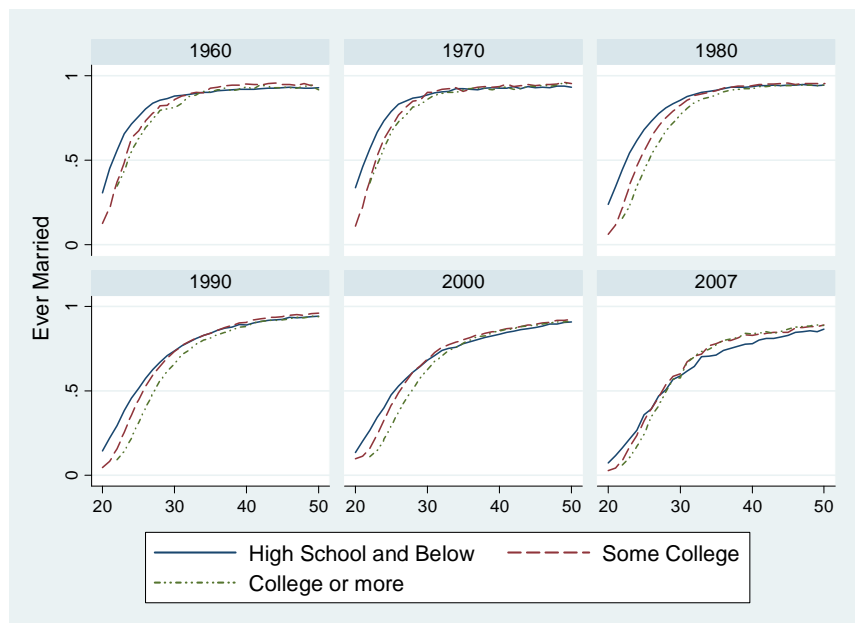 1960 1970 1980
1
.5
0
1990 2000 2007
1
.5
0
20 30 40 50 20 30 40 50 20 30 40 50
Ever Married
High School and Below Some College
College or more